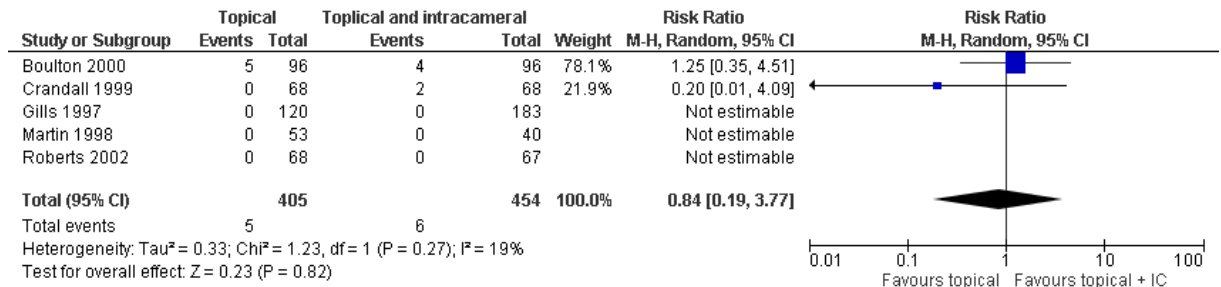 Topical Toplical and intracameral Risk Ratio Risk Ratio
Study or Subgroup Events Total Events Total Weight M-H, Random, 95% CI M-H, Random, 95% CI
Boulton 2000 5 96 4 96 78.1% 1.25 [0.35, 4.51]
Crandall 1999 0 68 2 68 21.9% 0.20 [0.01, 4.09]
Gills 1997 0 120 0 183 Not estimable
Martin 1998 0 53 0 40 Not estimable
Roberts 2002 0 68 0 67 Not estimable
Total (95% CI) 405 454 100.0% 0.84 [0.19, 3.77]
Total events 5 6
Heterogeneity: Tau² = 0.33; Chi² = 1.23, df = 1 (P = 0.27); I² = 19%
Test for overall effect: Z = 0.23 (P = 0.82)
0.01 0.1 1 10 100
Favours topical Favours topical + IC